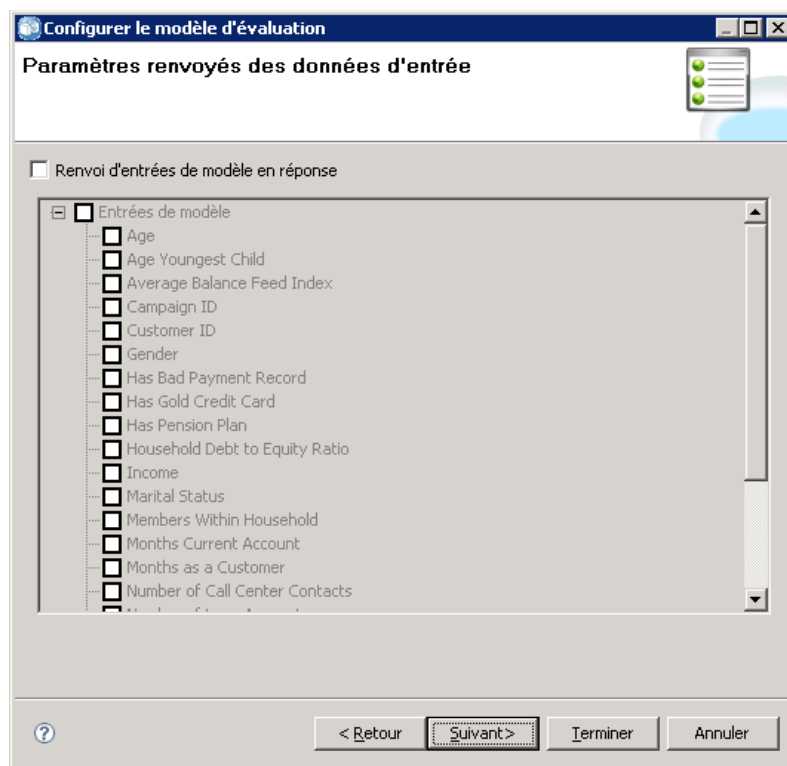 Configurer le modèle d'évaluation
Paramètres renvoyés des données d'entrée
Renvoi d'entrées de modèle en réponse
Entrées de modèle
Age
Age Youngest Child
Average Balance Feed Index
Campaign ID
Customer ID
Gender
Has Bad Payment Record
Has Gold Credit Card
Has Pension Plan
Household Debt to Equity Ratio
Income
Marital Status
Members Within Household
Months Current Account
Months as a Customer
Number of Call Center Contacts
?
< Retour
Suivant>
Terminer
Annuler